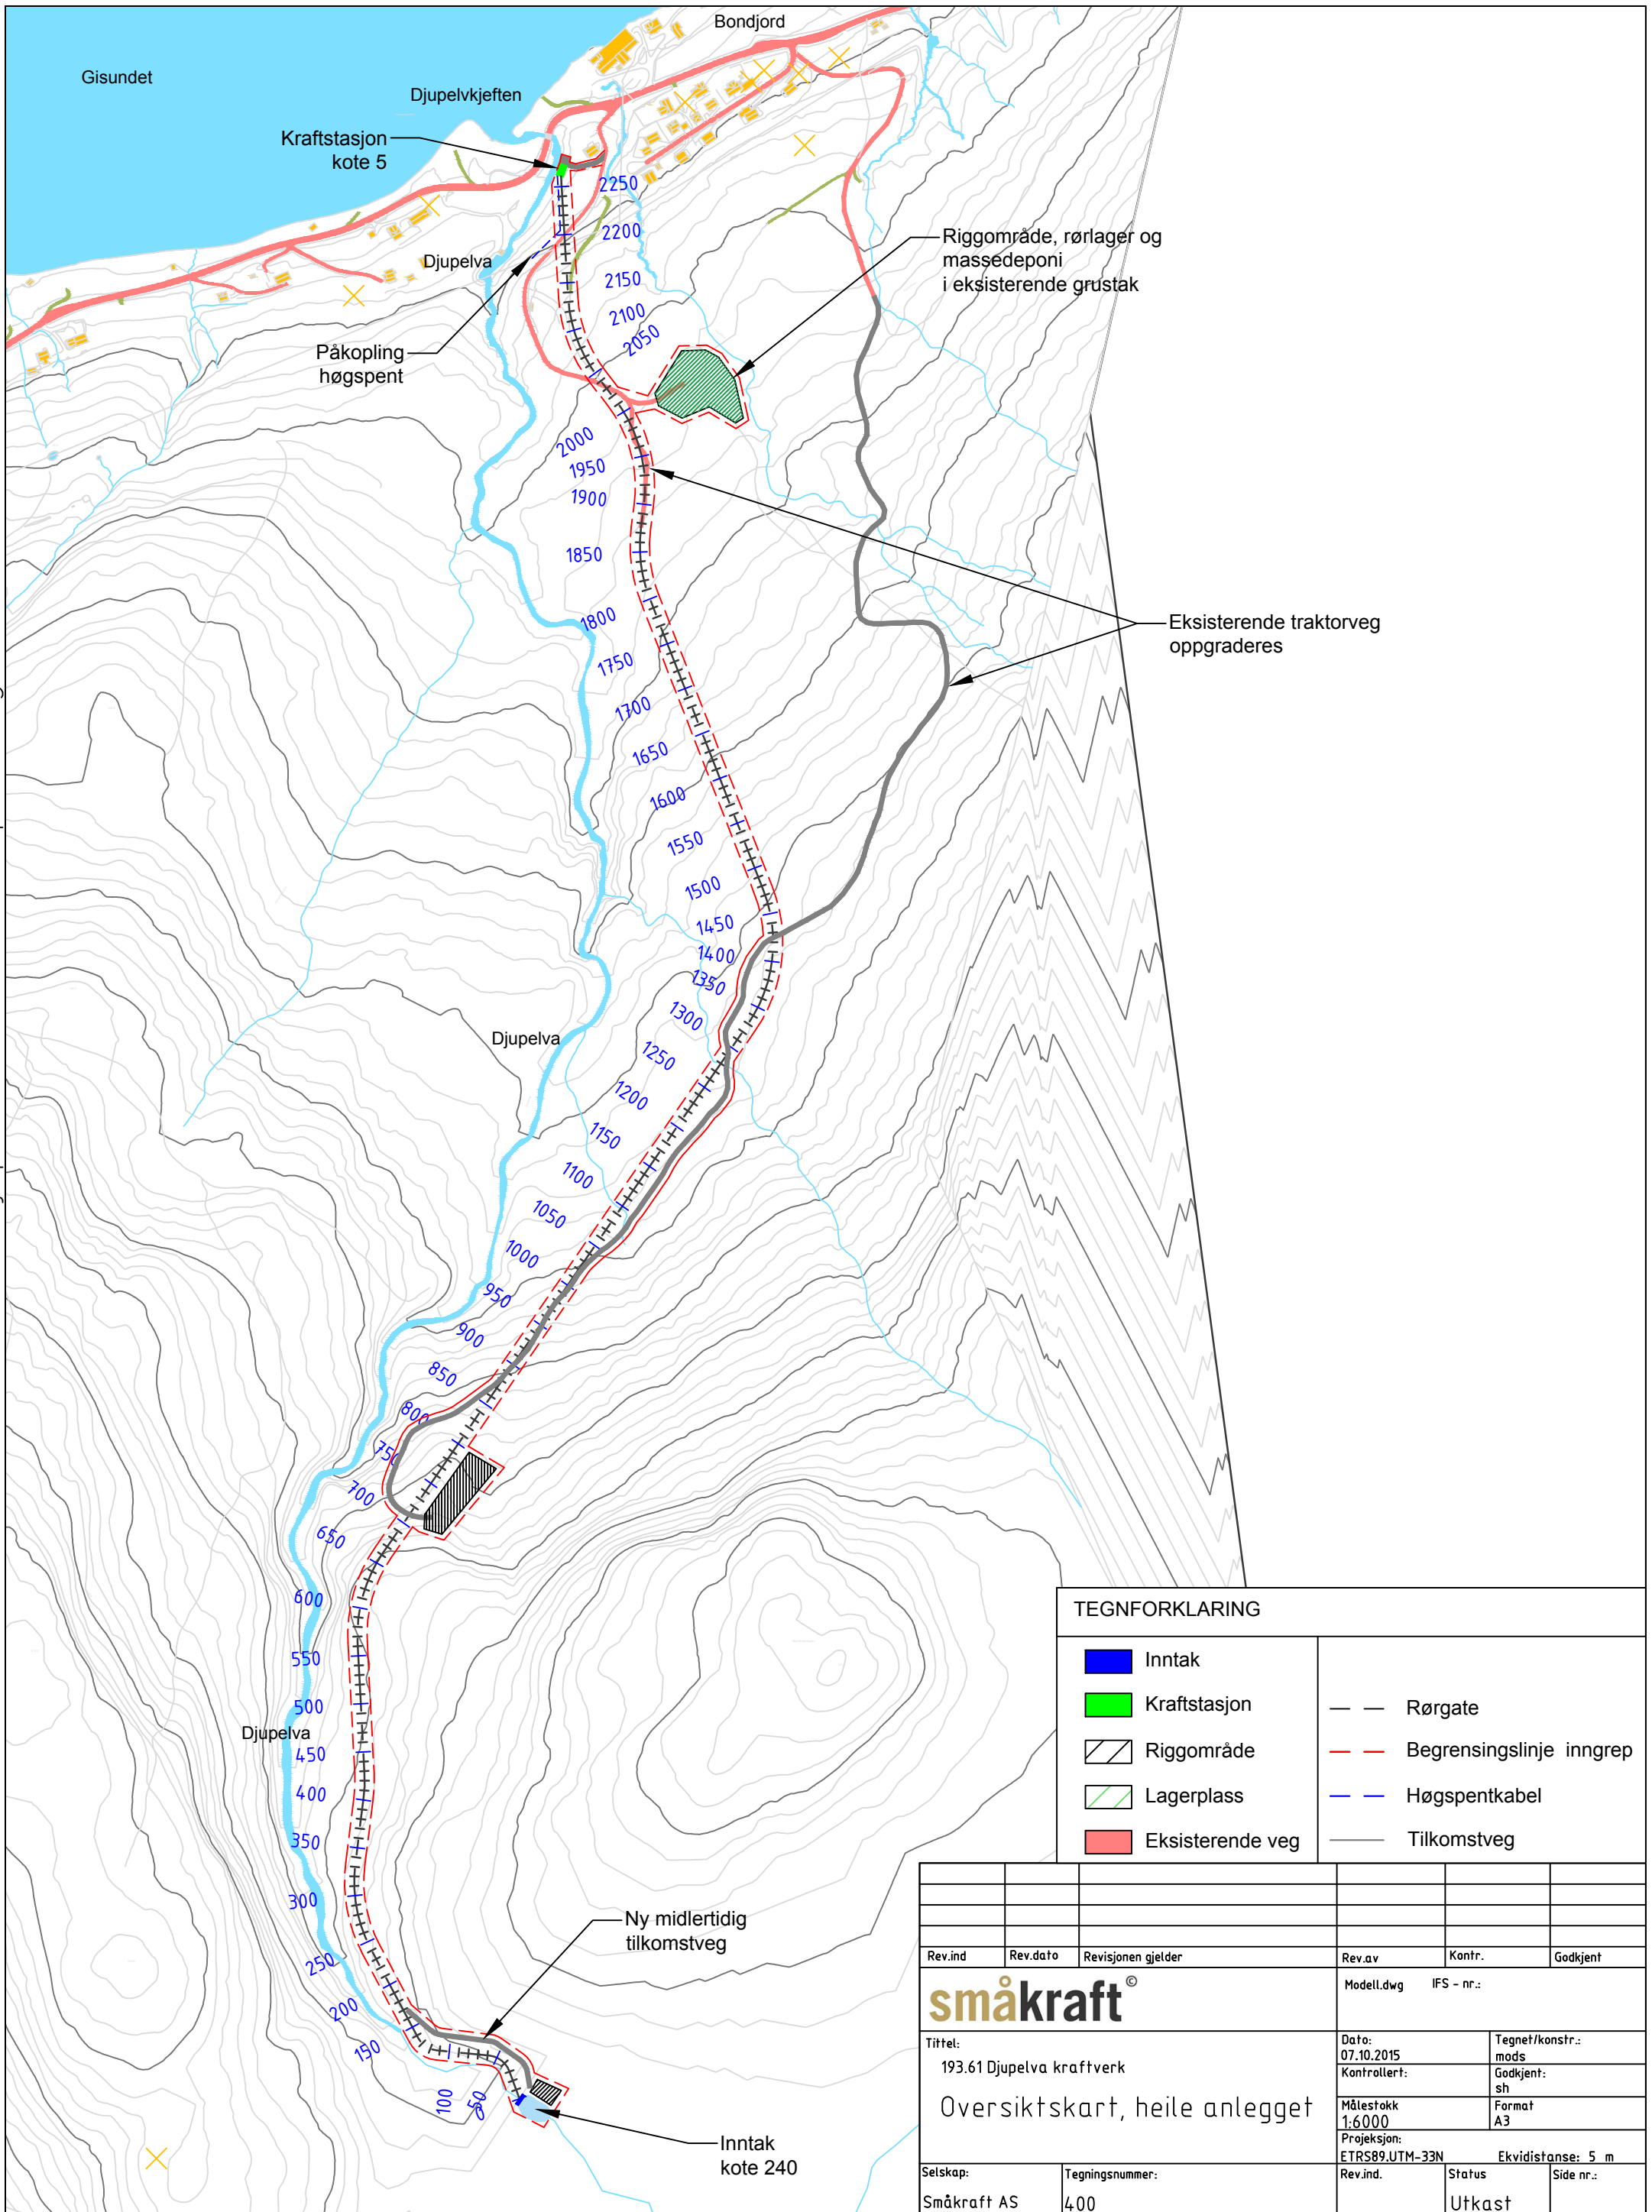 Bondjord
Gisundet
Djupelvkjeften
Kraftstasjon
kote 5
2250
2200
Riggområde, rørlager og
massedeponi
i eksisterende grustak
Djupelva
2150
2100
2050
Påkopling
høgspent
2000
1950
1900
1850
1800
Eksisterende traktorveg
oppgraderes
1750
1700
1650
1600
1550
1500
1450
1400
1350
1300
Djupelva
1250
1200
1150
1100
1050
1000
950
900
850
800
750
700
650
600
550
500
Djupelva
450
400
350
300
Ny midlertidig
tilkomstveg
250
200
150
100
50
0
Inntak
kote 240
TEGNFORKLARING
Inntak
Kraftstasjon
Riggområde
Lagerplass
Eksisterende veg
Rørgate
Begrensingslinje inngrep
Høgspentkabel
Tilkomstveg
Rev.ind Rev.dato Revisjonen gjelder Rev.av Kontr. Godkjent
småkraft©
Modell.dwg IFS - nr.:
Tittel:
193.61 Djupelva kraftverk
Oversiktskart, heile anlegget
Dato:
07.10.2015
Tegnet/konstr.:
mods
Kontrollert:
Godkjent:
sh
Målestokk
1:6000
Format
A3
Projeksjon:
ETRS89.UTM-33N Ekvidistanse: 5 m
Selskap:
Småkraft AS
Tegningsnummer:
400
Rev.ind.
Status
Utkast
Side nr.: